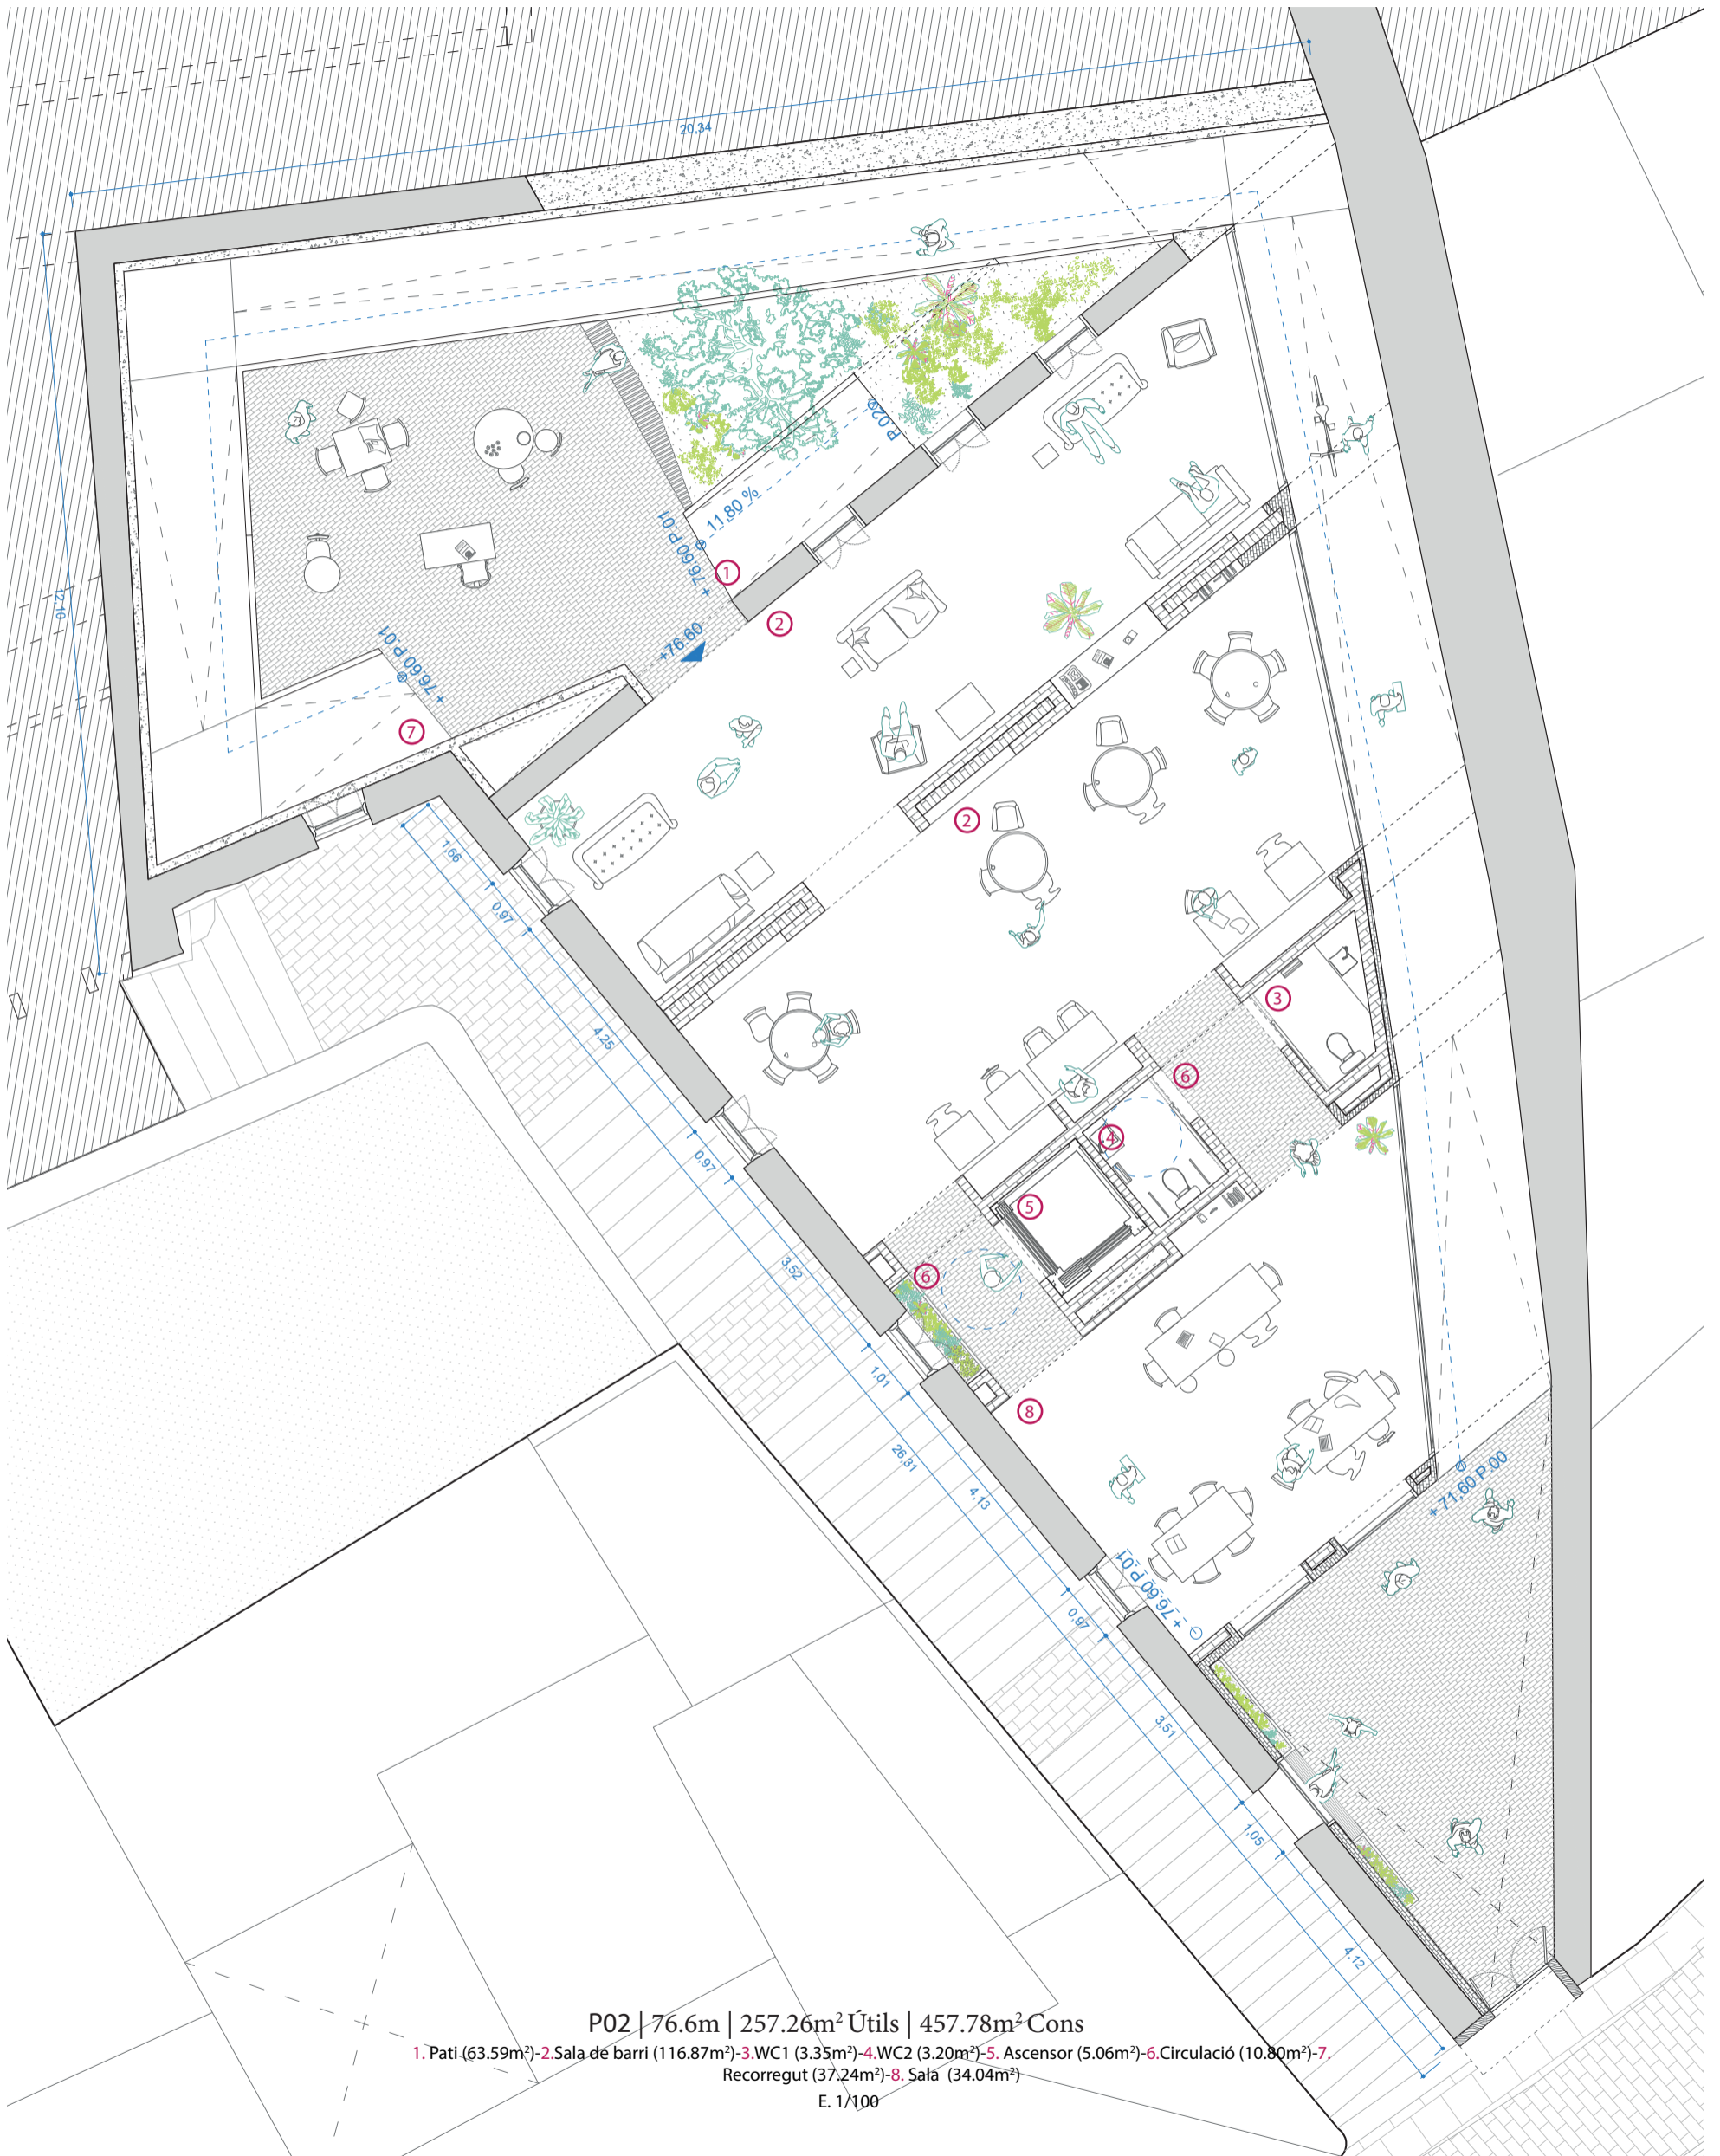 20,34
12,10
P.02
11,80 %
+76.60 P.01
1
2
+76.60
+76.60 P.01
7
2
1,66
0,97
4,25
0,97
3,52
1,01
26,31
4,13
0,97
3,51
1,05
4,12
3
6
4
5
6
8
+76.60 P.01
+71,60 P.00
P02 | 76.6m | 257.26m² Útils | 457.78m² Cons
1. Pati (63.59m²)-2.Sala de barri (116.87m²)-3.WC1 (3.35m²)-4.WC2 (3.20m²)-5. Ascensor (5.06m²)-6.Circulació (10.80m²)-7.
Recorregut (37.24m²)-8. Sala (34.04m²)
E. 1/100